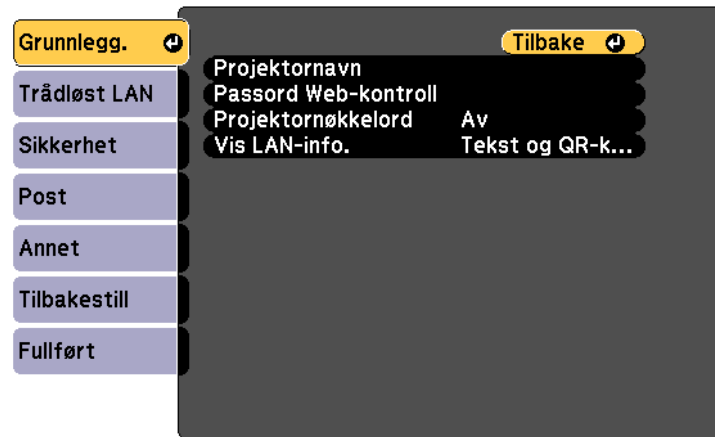 Grunnlegg.
Trådløst LAN
Sikkerhet
Post
Annet
Tilbakestill
Fullført
Tilbake
Projektornavn
Passord Web-kontroll
Projektornøkkelord Av
Vis LAN-info. Tekst og QR-k...